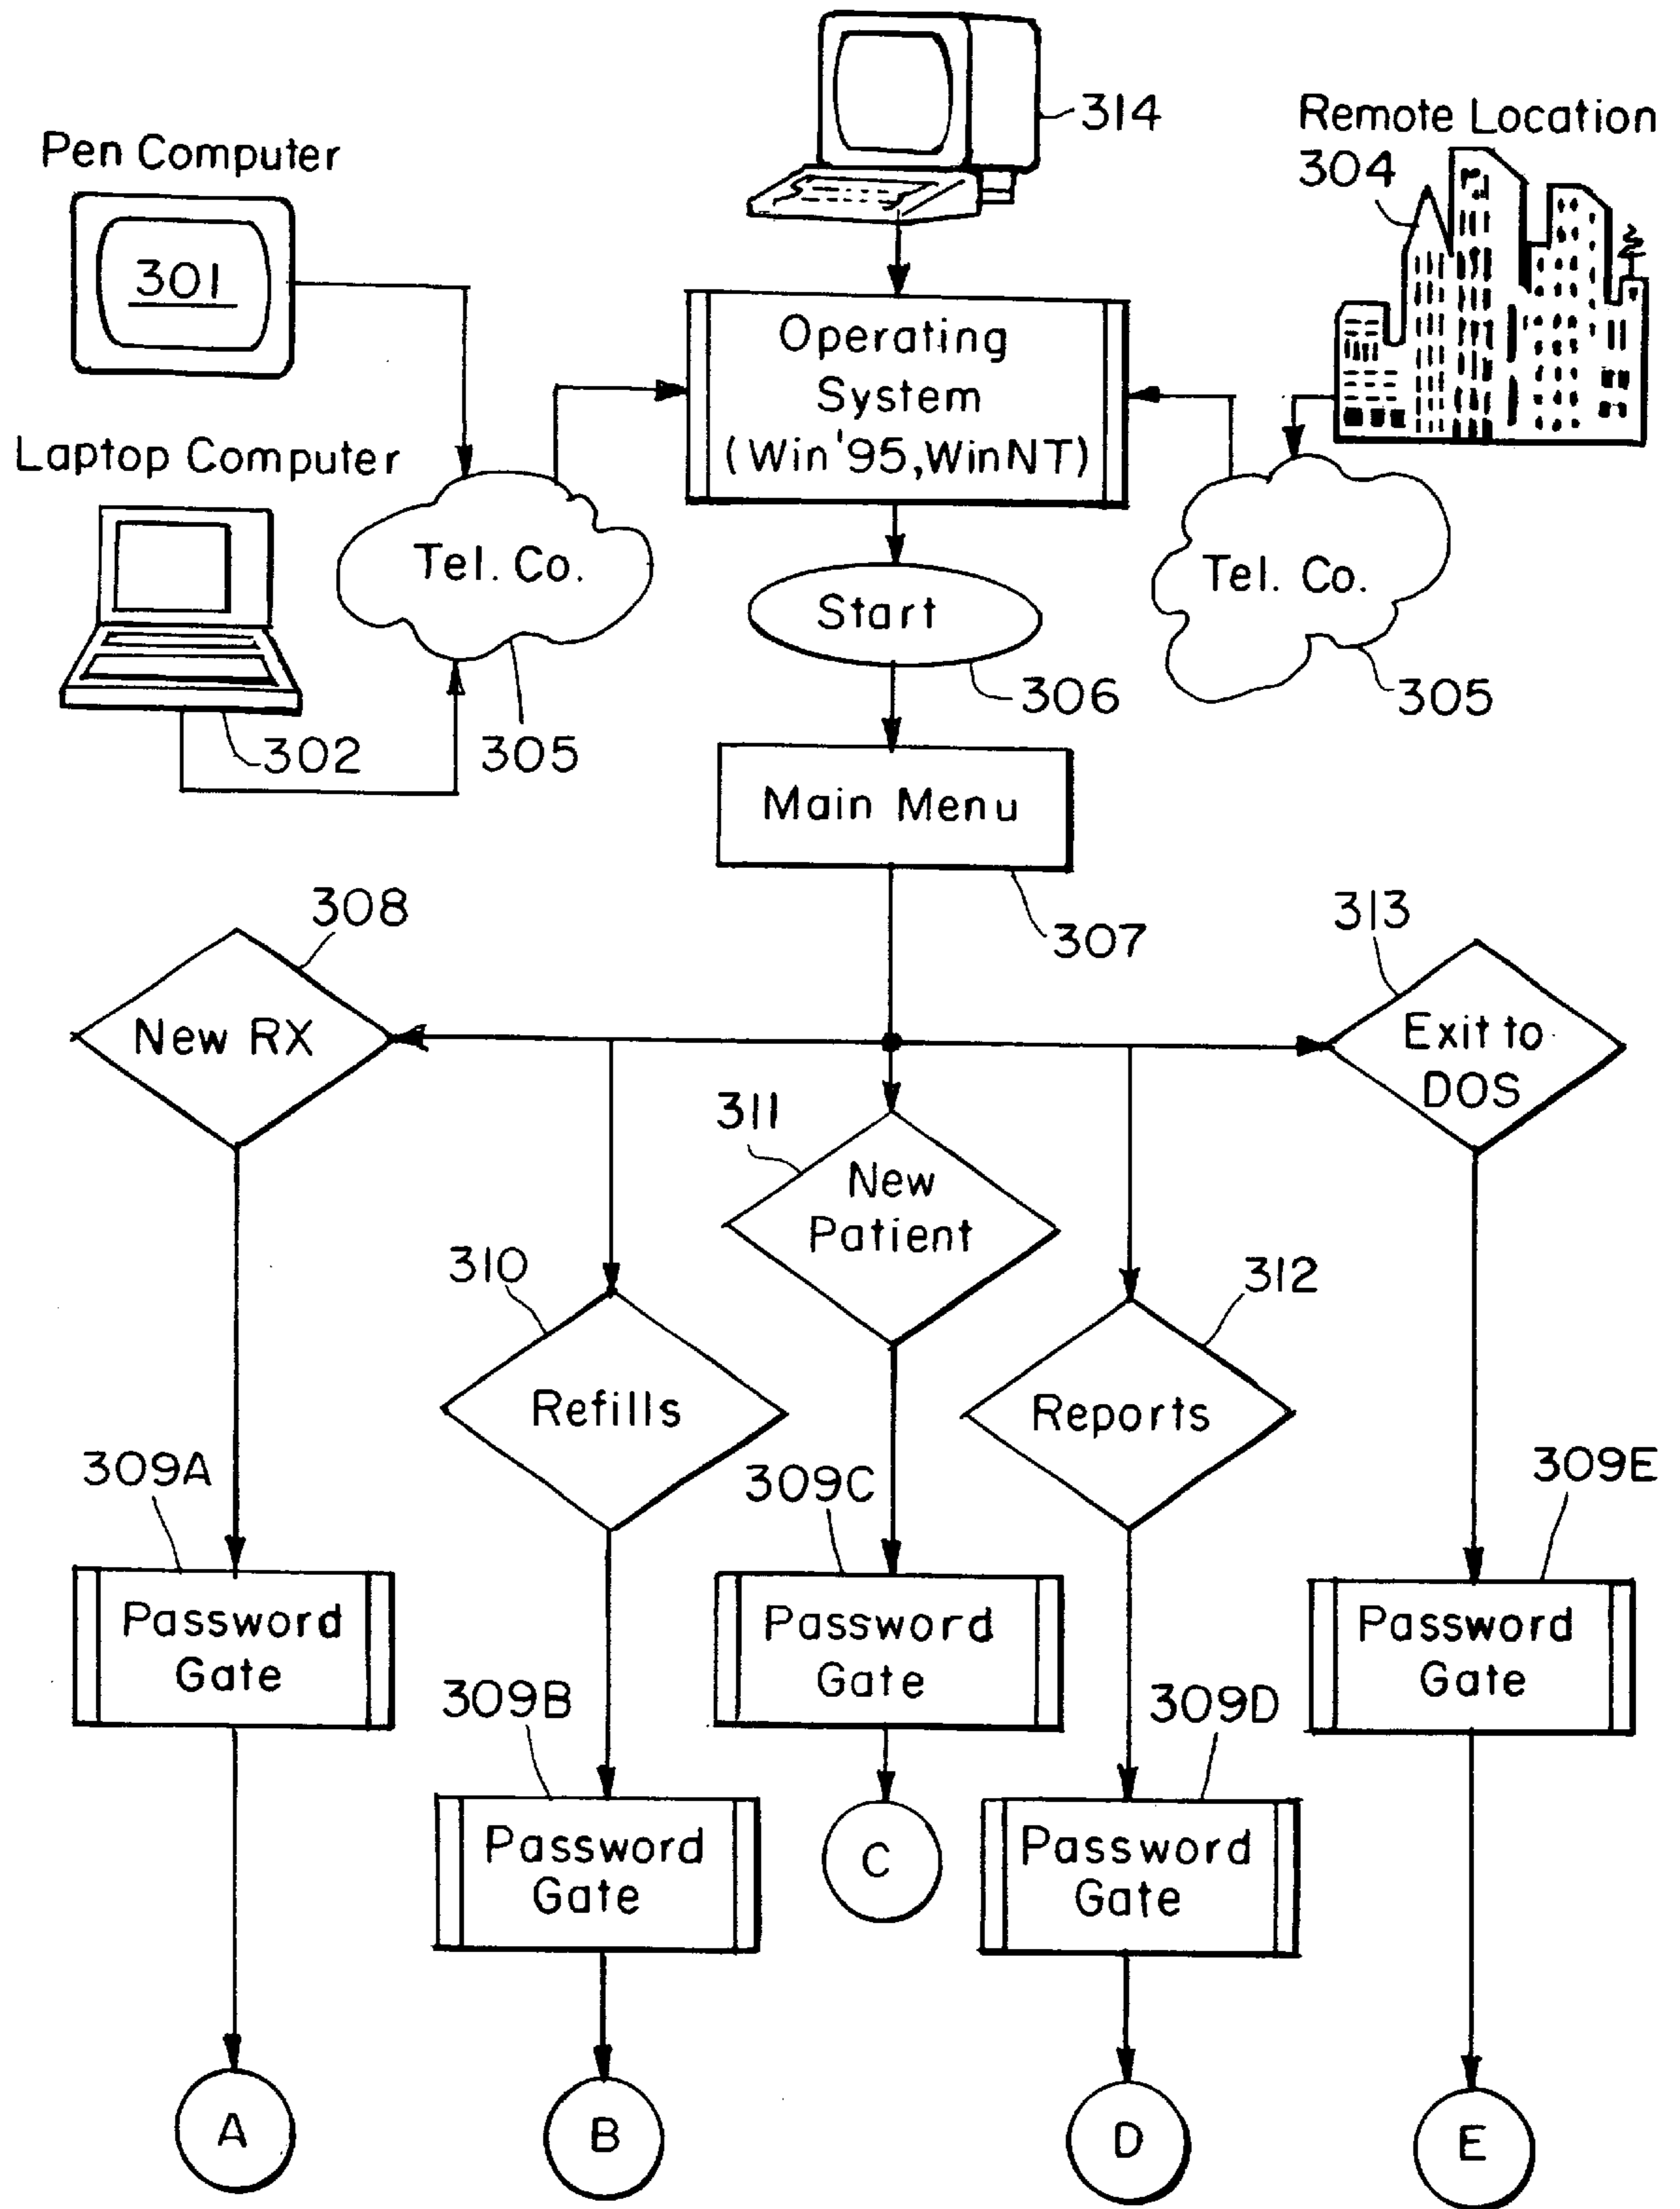 314
Remote Location
304
Pen Computer
301
Operating
System
(Win'95,WinNT)
Laptop Computer
Tel. Co.
Tel. Co.
Start
306
305
302
305
Main Menu
307
308
313
New RX
Exit to
DOS
311
New
Patient
310
312
Refills
Reports
309A
309C
309E
Password
Gate
Password
Gate
Password
Gate
309B
309D
Password
Gate
C
Password
Gate
A
B
D
E